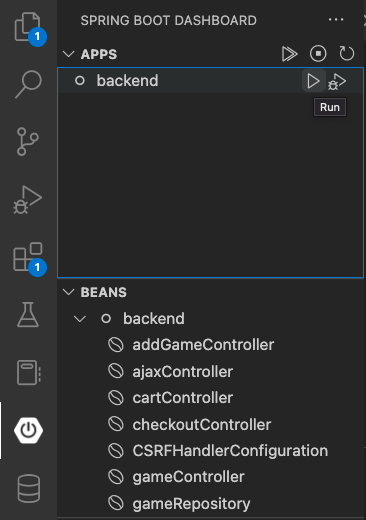 SPRING BOOT DASHBOARD
1
APPS
backend
Run
1
BEANS
backend
addGameController
ajaxController
cartController
checkoutController
CSRFHandlerConfiguration
gameController
gameRepository